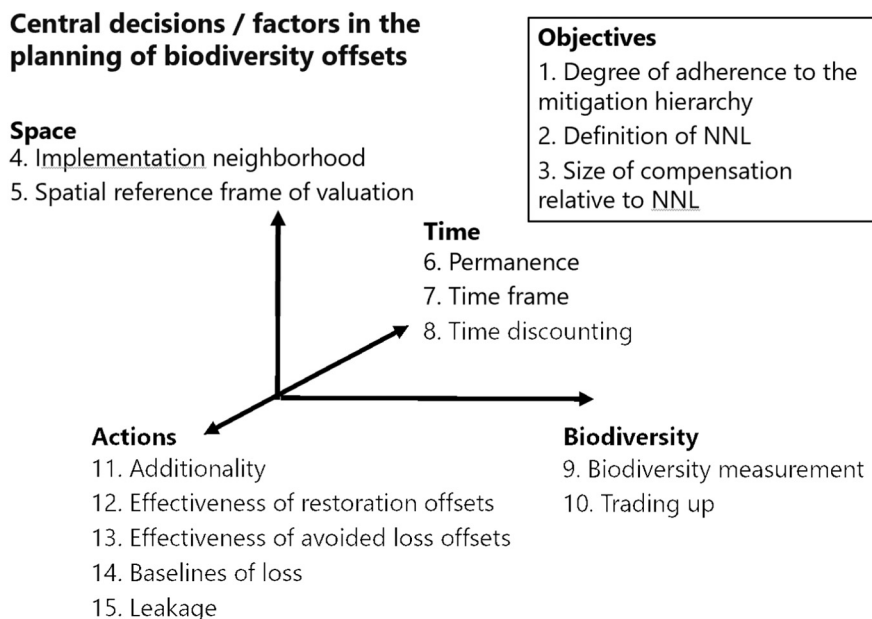 Central decisions / factors in the
planning of biodiversity offsets
Objectives
1. Degree of adherence to the
mitigation hierarchy
2. Definition of NNL
3. Size of compensation
relative to NNL
Space
4. Implementation neighborhood
5. Spatial reference frame of valuation
Time
6. Permanence
7. Time frame
8. Time discounting
Actions
11. Additionality
12. Effectiveness of restoration offsets
13. Effectiveness of avoided loss offsets
14. Baselines of loss
15. Leakage
Biodiversity
9. Biodiversity measurement
10. Trading up